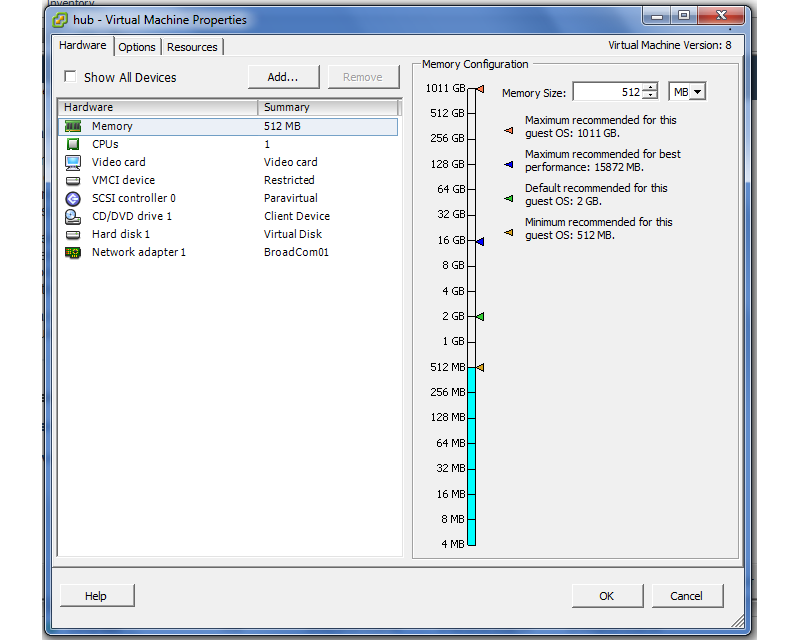 Inventory
hub - Virtual Machine Properties
Hardware Options Resources
Virtual Machine Version: 8
Show All Devices
Add...
Remove
Hardware Summary
Memory 512 MB
CPUs 1
Video card Video card
VMCI device Restricted
SCSI controller 0 Paravirtual
CD/DVD drive 1 Client Device
Hard disk 1 Virtual Disk
Network adapter 1 BroadCom01
Memory Configuration
1011 GB
512 GB
256 GB
128 GB
64 GB
32 GB
16 GB
8 GB
4 GB
2 GB
1 GB
512 MB
256 MB
128 MB
64 MB
32 MB
16 MB
8 MB
4 MB
Memory Size: 512 MB
Maximum recommended for this
guest OS: 1011 GB.
Maximum recommended for best
performance: 15872 MB.
Default recommended for this
guest OS: 2 GB.
Minimum recommended for this
guest OS: 512 MB.
Help
OK
Cancel